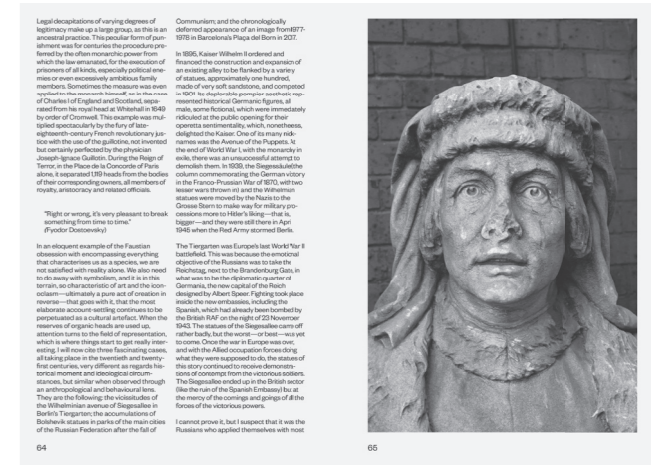 Legal decapitations of varying degrees of
legitimacy make up a large group, as this is an
ancestral practice. This peculiar form of pun-
ishment was for centuries the procedure pre-
ferred by the often monarchic power from
which the law emanated, for the execution of
prisoners of all kinds, especially political ene-
mies or even excessively ambitious family
members. Sometimes the measure was even
applied to the monarch himself, as in the case
of Charles I of England and Scotland, sepa-
rated from his royal head at Whitehall in 1649
by order of Cromwell. This example was mul-
tiplied spectacularly by the fury of late-
eighteenth-century French revolutionary jus-
tice with the use of the guillotine, not invented
but certainly perfected by the physician
Joseph-Ignace Guillotin. During the Reign of
Terror, in the Place de la Concorde of Paris
alone, it separated 1,119 heads from the bodies
of their corresponding owners, all members of
royalty, aristocracy and related officials.
"Right or wrong, it's very pleasant to break
something from time to time."
(Fyodor Dostoevsky)
In an eloquent example of the Faustian
obsession with encompassing everything
that characterises us as a species, we are
not satisfied with reality alone. We also need
to do away with symbolism, and it is in this
terrain, so characteristic of art and the icon-
oclasm—ultimately a pure act of creation in
reverse—that goes with it, that the most
elaborate account-settling continues to be
perpetuated as a cultural artefact. When the
reserves of organic heads are used up,
attention turns to the field of representation,
which is where things start to get really inter-
esting. I will now cite three fascinating cases,
all taking place in the twentieth and twenty-
first centuries, very different as regards his-
torical moment and ideological circum-
stances, but similar when observed through
an anthropological and behavioural lens.
They are the following: the vicissitudes of
the Wilhelminian avenue of Siegesallee in
Berlin's Tiergarten; the accumulations of
Bolshevik statues in parks of the main cities
of the Russian Federation after the fall of
64
Communism; and the chronologically
deferred appearance of an image from 1977-
1978 in Barcelona's Plaça del Born in 2017.
In 1895, Kaiser Wilhelm II ordered and
financed the construction and expansion of
an existing alley to be flanked by a variety
of statues, approximately one hundred,
made of very soft sandstone, and competed
in 1901. Its deplorable pompier aesthetic rep-
resented historical Germanic figures, all
male, some fictional, which were immediately
ridiculed at the public opening for their
operetta sentimentality, which, nonetheess,
delighted the Kaiser. One of its many nick-
names was the Avenue of the Puppets. At
the end of World War I, with the monarchy in
exile, there was an unsuccessful attempt to
demolish them. In 1939, the Siegessäule (the
column commemorating the German victory
in the Franco-Prussian War of 1870, with two
lesser wars thrown in) and the Wilhelmian
statues were moved by the Nazis to the
Grosse Stern to make way for military pro-
cessions more to Hitler's liking—that is,
bigger—and they were still there in April
1945 when the Red Army stormed Berlin.
The Tiergarten was Europe's last World War II
battlefield. This was because the emotional
objective of the Russians was to take the
Reichstag, next to the Brandenburg Gate, in
what was to be the diplomatic quarter of
Germania, the new capital of the Reich
designed by Albert Speer. Fighting took place
inside the new embassies, including the
Spanish, which had already been bombed by
the British RAF on the night of 23 November
1943. The statues of the Siegesallee came off
rather badly, but the worst—or best—was yet
to come. Once the war in Europe was over,
and with the Allied occupation forces doing
what they were supposed to do, the statues of
this story continued to receive demonstra-
tions of contempt from the victorious soldiers.
The Siegesallee ended up in the British sector
(like the ruin of the Spanish Embassy) but at
the mercy of the comings and goings of all the
forces of the victorious powers.
I cannot prove it, but I suspect that it was the
Russians who applied themselves with most
65